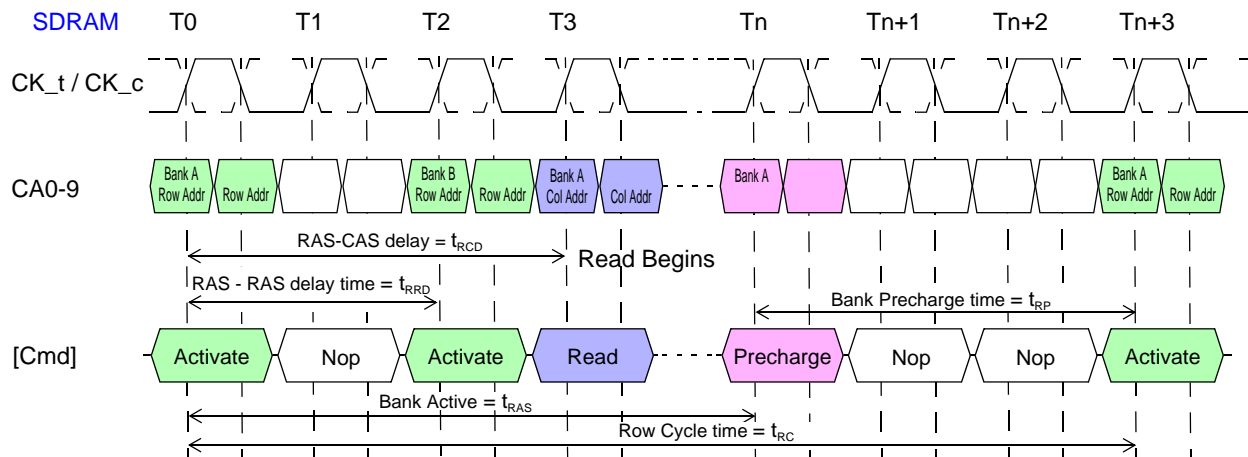 SDRAM T0 T1 T2 T3 Tn Tn+1 Tn+2 Tn+3
CK_t / CK_c
CA0-9
Bank A
Row Addr
Row Addr
Bank B
Row Addr
Row Addr
Bank A
Col Addr
Col Addr
Bank A
Bank A
Row Addr
Row Addr
RAS-CAS delay = tRCD
Read Begins
RAS - RAS delay time = tRRD
Bank Precharge time = tRP
[Cmd] Activate Nop Activate Read Precharge Nop Nop Activate
Bank Active = tRAS
Row Cycle time = tRC